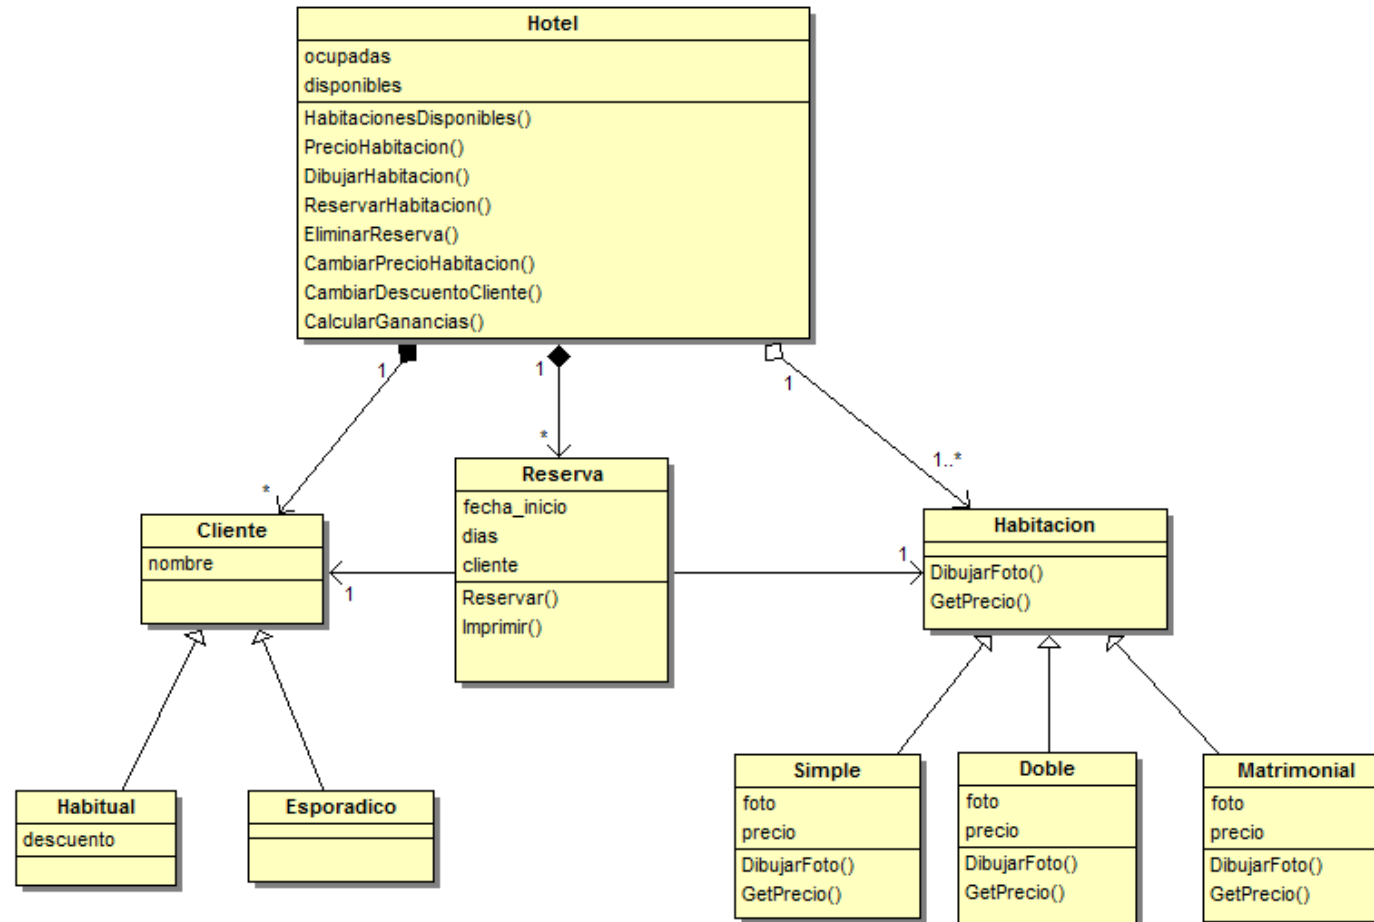 Hotel
ocupadas
disponibles
HabitacionesDisponibles()
PrecioHabitacion()
DibujarHabitacion()
ReservarHabitacion()
EliminarReserva()
CambiarPrecioHabitacion()
CambiarDescuentoCliente()
CalcularGanancias()
1
1
1
*
*
1..*
Cliente
nombre
Reserva
fecha_inicio
dias
cliente
Reservar()
Imprimir()
Habitacion
DibujarFoto()
GetPrecio()
1
1
Habitual
descuento
Esporadico
Simple
foto
precio
DibujarFoto()
GetPrecio()
Doble
foto
precio
DibujarFoto()
GetPrecio()
Matrimonial
foto
precio
DibujarFoto()
GetPrecio()